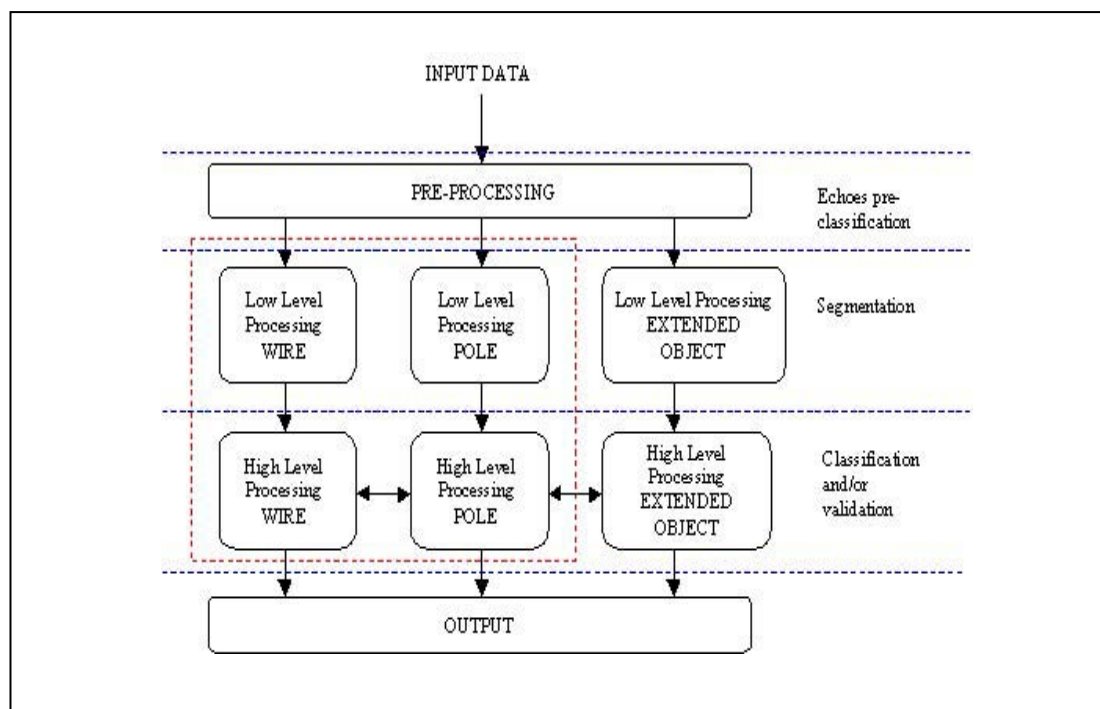 INPUT DATA
PRE-PROCESSING
Echoes pre-
classification
Low Level
Processing
WIRE
Low Level
Processing
POLE
Low Level Processing
EXTENDED
OBJECT
Segmentation
High Level
Processing
WIRE
High Level
Processing
POLE
High Level
Processing
EXTENDED
OBJECT
Classification
and/or
validation
OUTPUT